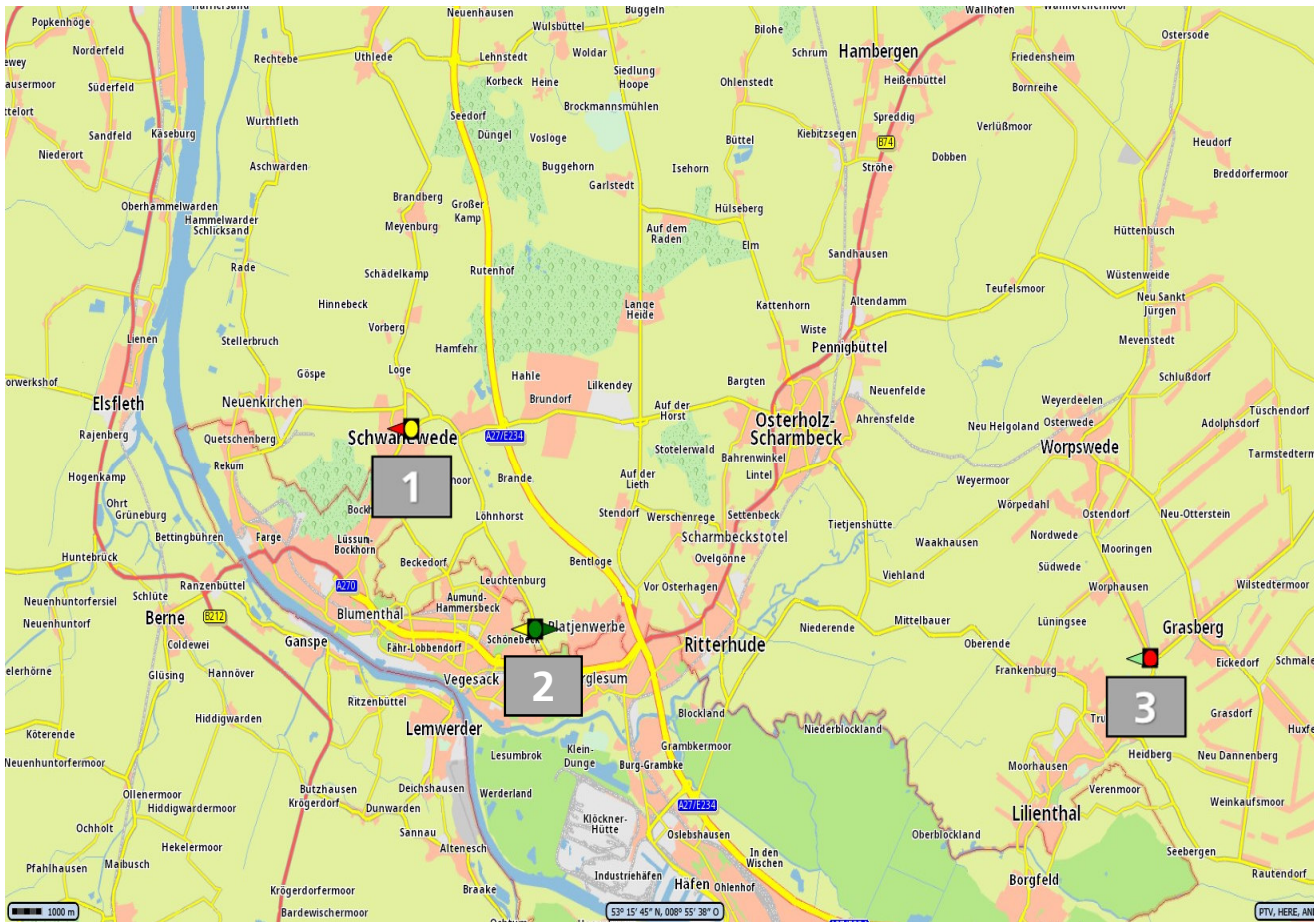 Neuenhausen
Buggeln
Wallhöfen
Popkenhöge
Wulsbüttel
Bilohe
Ostersode
Norderfeld
Rechtebe
Uthlede
Lehnstedt
Woldar
Schrum
Hambergen
Friedensheim
Süderfeld
Korbeck
Heine
Siedlung
Hoope
Ohlenstedt
Heißenbüttel
Bornreihe
Brockmannsmühlen
Wurthfleth
Seedorf
Spreddig
Sandfeld
Käseburg
Düngel
Vosloge
Büttel
Kiebitzsegen
Verlüßmoor
B74
Heudorf
Niederort
Aschwarden
Buggehorn
Isehorn
Ströhe
Dobben
Breddorfermoor
Garlstedt
Brandberg
Großer
Kamp
Oberhammelwarden
Hülseberg
Hammelwarder
Schlicksand
Meyenburg
Auf dem
Raden
Hüttenbusch
Elm
Sandhausen
Rade
Schädelkamp
Rutenhof
Wüstenweide
Teufelsmoor
Hinnebeck
Lange
Heide
Kattenhorn
Altendamm
Neu Sankt
Jürgen
Vorberg
Wiste
Lienen
Stellerbruch
Hamfehr
Pennigbüttel
Mevenstedt
Göspe
Loge
Hahle
Lilkendey
Bargten
Neuenfelde
Schlußdorf
Elsfleth
Neuenkirchen
Brundorf
Auf der
Horst
Osterholz-
Scharmbeck
Ahrensfelde
Weyerdeelen
Osterwede
Tüschendorf
Adolphsdorf
Rajenberg
Quetschenberg
Schwanewede
A27/E234
Neu Helgoland
Stotelerwald
Worpswede
Rekum
Bahrenwinkel
Lintel
Hogenkamp
1
Brande
Auf der
Lieth
Weyermoor
Ohrt
Grüneburg
Löhnhorst
Stendorf
Werschenrege
Settenbeck
Tietjenshütte
Wörpedahl
Ostendorf
Neu-Otterstein
Bettingbühren
Farge
Lüssun-
Bockhorn
Scharmbeckstotel
Nordwede
Waakhausen
Mooringen
Huntebrück
Beckedorf
Bentloge
Ovelgönne
Südwede
Ranzenbüttel
A270
Leuchtenburg
Viehland
Worphausen
Wilstedtermoor
Schlüte
Vor Osterhagen
Neuenhuntorfersiel
Neuenhuntorf
Berne
B212
Blumenthal
Aumund-
Hammersbeck
Platjenwerbe
Niederende
Mittelbauer
Lüningsee
Grasberg
Coldewei
Ganspe
Fähr-Lobbendorf
Schönebeck
Ritterhude
Oberende
Frankenburg
Eickedorf
Glüsing
Hannöver
Vegesack
2
3
Ritzenbüttel
Hiddigwarden
Lemwerder
Blockland
Niederblockland
Grasdorf
Köterende
Lesumbrok
Klein-
Dunge
Grambkermoor
Heidberg
Neu Dannenberg
Neuenhuntorfermoor
Burg-Grambke
Moorhausen
Butzhausen
Krögerdorf
Deichshausen
Werderland
Verenmoor
Ollenermoor
Hiddigwardermoor
Dunwarden
A27/E234
Weinkaufsmoor
Klöckner-
Hütte
Lilienthal
Ochholt
Sannau
Oslebshausen
Oberblockland
Hekelermoor
Altenesch
In den
Wischen
Seebergen
Pfahlhausen
Maibusch
Industriehäfen
Krögerdorfermoor
Braake
Häfen
Ohlenhof
Borgfeld
Rautendorf
Bardewischermoor
1000 m
53° 15' 45" N, 008° 55' 38" O
PTV, HERE, AN